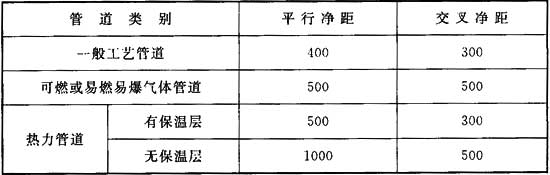 管道类别 平行净距 交叉净距
一般工艺管道 400 300
可燃或易燃易爆气体管道 500 500
热力管道 有保温层 500 300
无保温层 1000 500